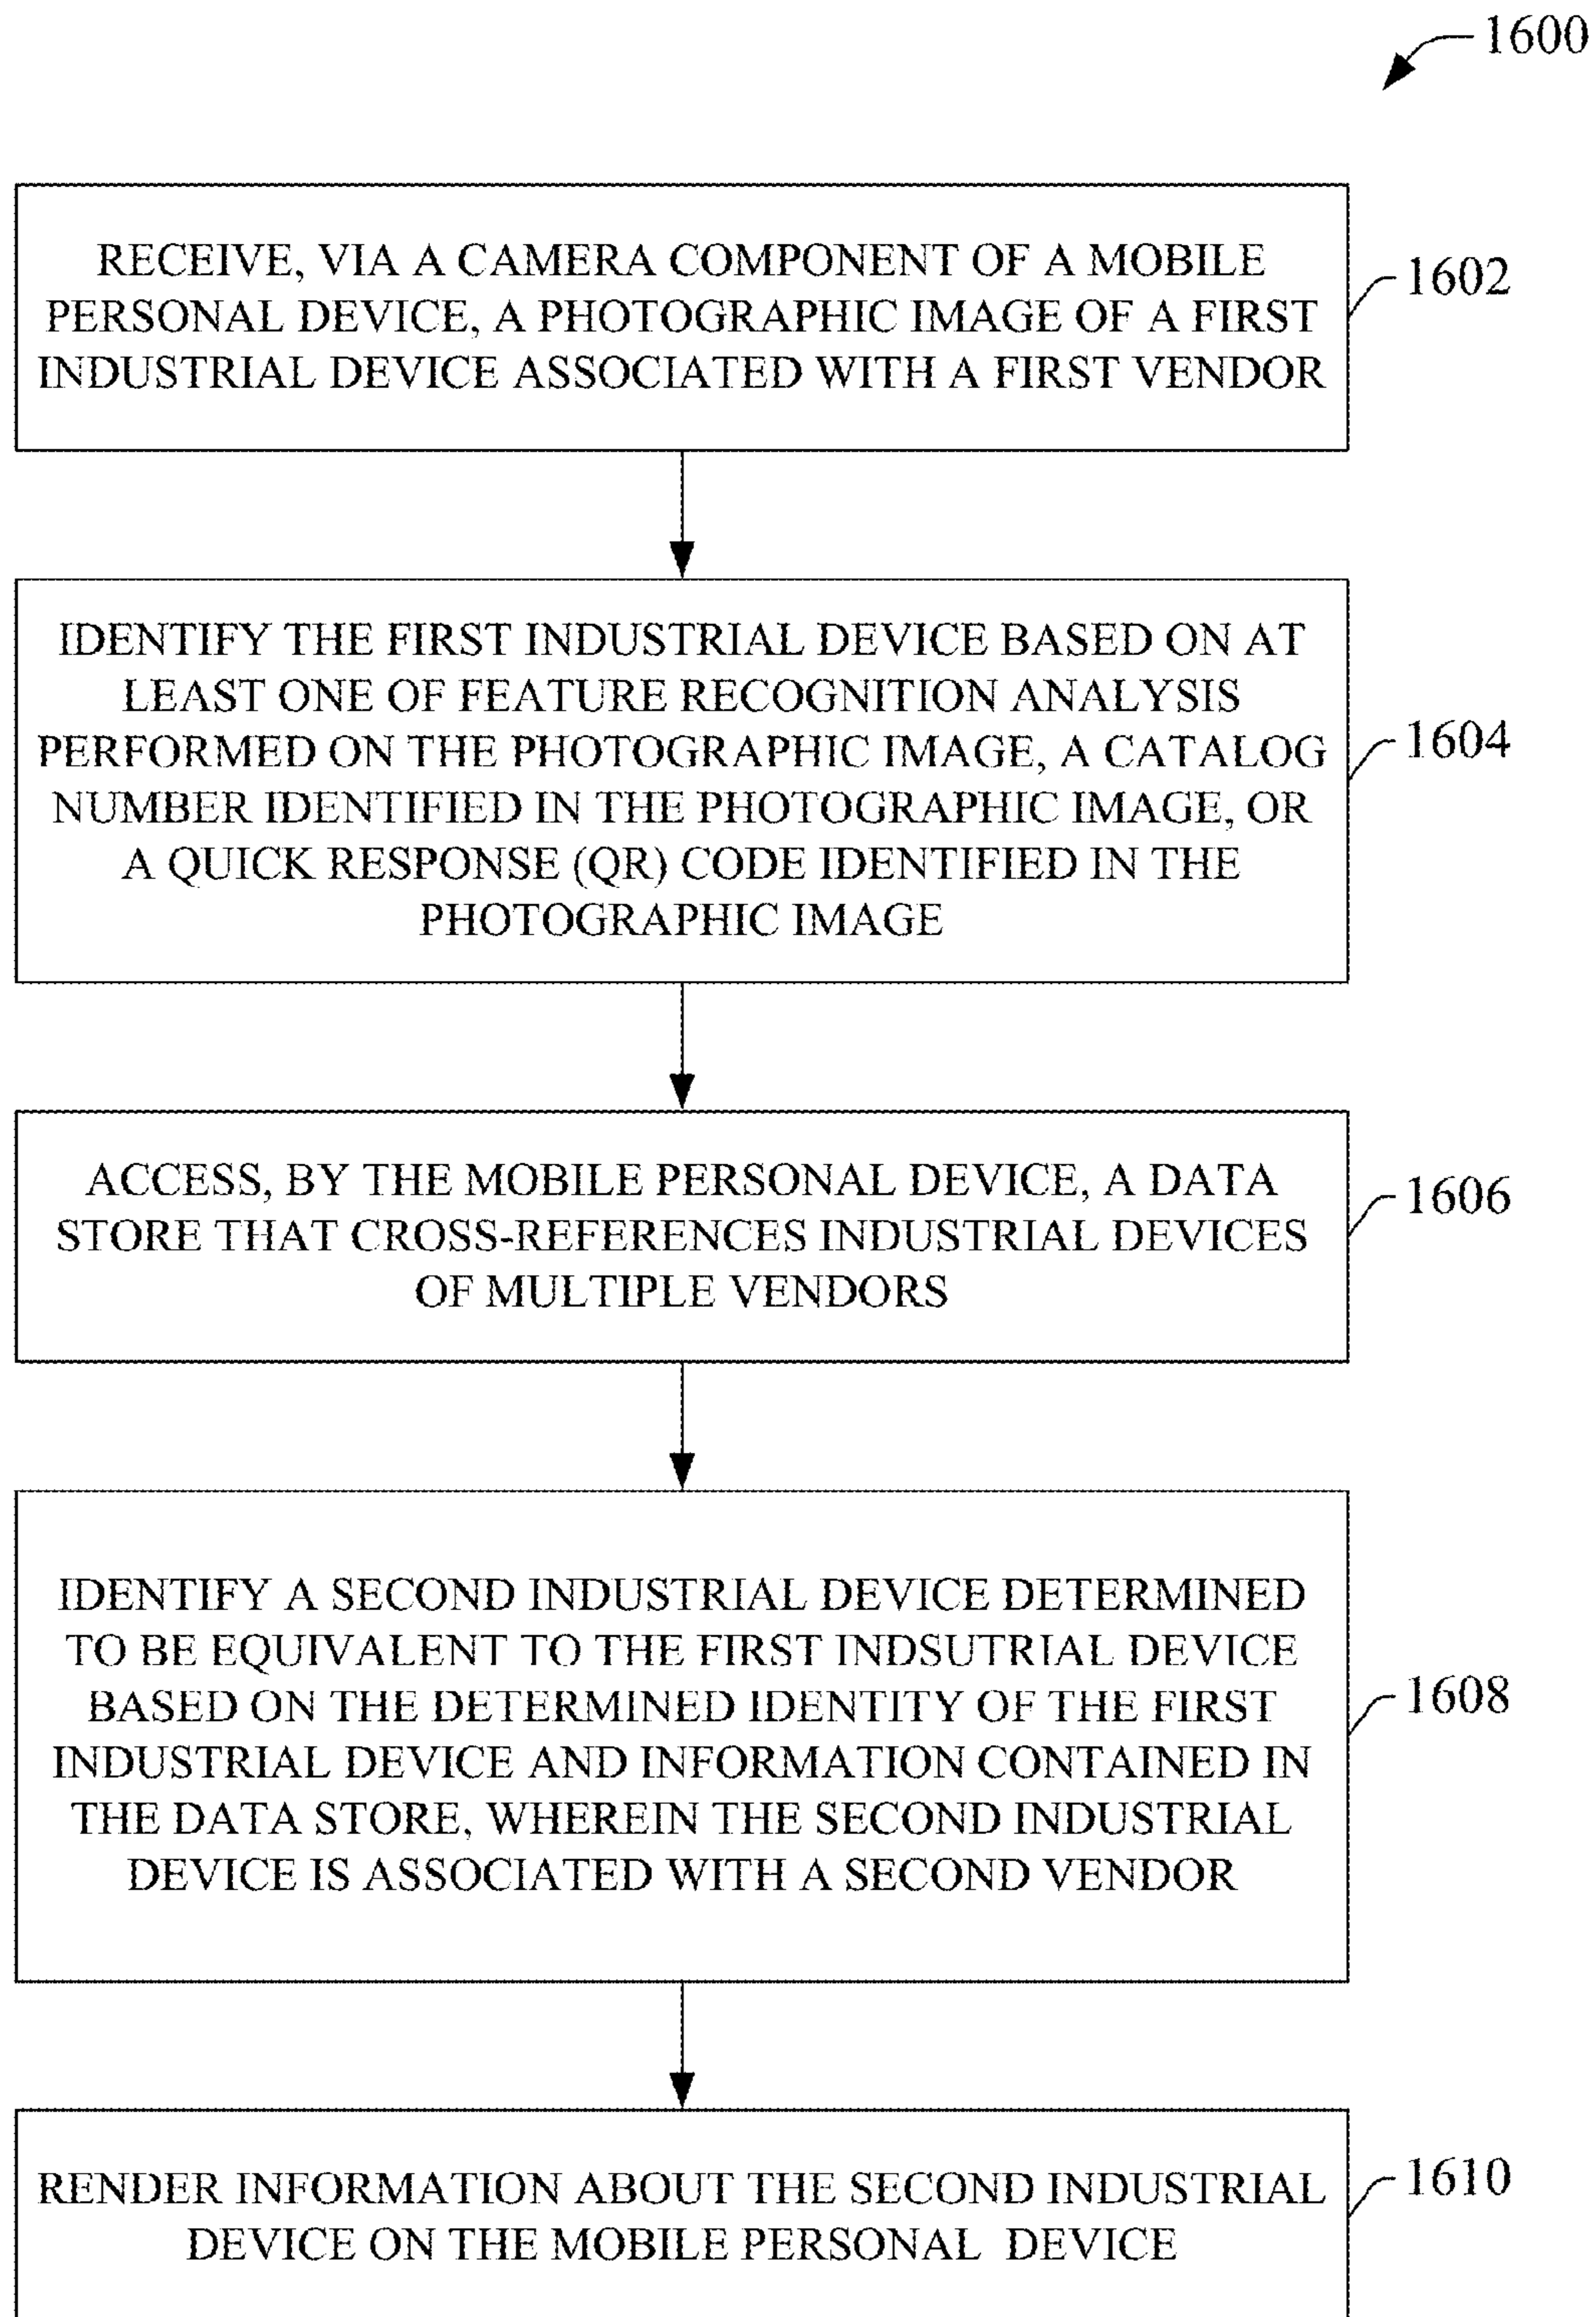 1600
RECEIVE, VIA A CAMERA COMPONENT OF A MOBILE
PERSONAL DEVICE, A PHOTOGRAPHIC IMAGE OF A FIRST
INDUSTRIAL DEVICE ASSOCIATED WITH A FIRST VENDOR
1602
IDENTIFY THE FIRST INDUSTRIAL DEVICE BASED ON AT
LEAST ONE OF FEATURE RECOGNITION ANALYSIS
PERFORMED ON THE PHOTOGRAPHIC IMAGE, A CATALOG
NUMBER IDENTIFIED IN THE PHOTOGRAPHIC IMAGE, OR
A QUICK RESPONSE (QR) CODE IDENTIFIED IN THE
PHOTOGRAPHIC IMAGE
1604
ACCESS, BY THE MOBILE PERSONAL DEVICE, A DATA
STORE THAT CROSS-REFERENCES INDUSTRIAL DEVICES
OF MULTIPLE VENDORS
1606
IDENTIFY A SECOND INDUSTRIAL DEVICE DETERMINED
TO BE EQUIVALENT TO THE FIRST INDSUTRIAL DEVICE
BASED ON THE DETERMINED IDENTITY OF THE FIRST
INDUSTRIAL DEVICE AND INFORMATION CONTAINED IN
THE DATA STORE, WHEREIN THE SECOND INDUSTRIAL
DEVICE IS ASSOCIATED WITH A SECOND VENDOR
1608
RENDER INFORMATION ABOUT THE SECOND INDUSTRIAL
DEVICE ON THE MOBILE PERSONAL DEVICE
1610